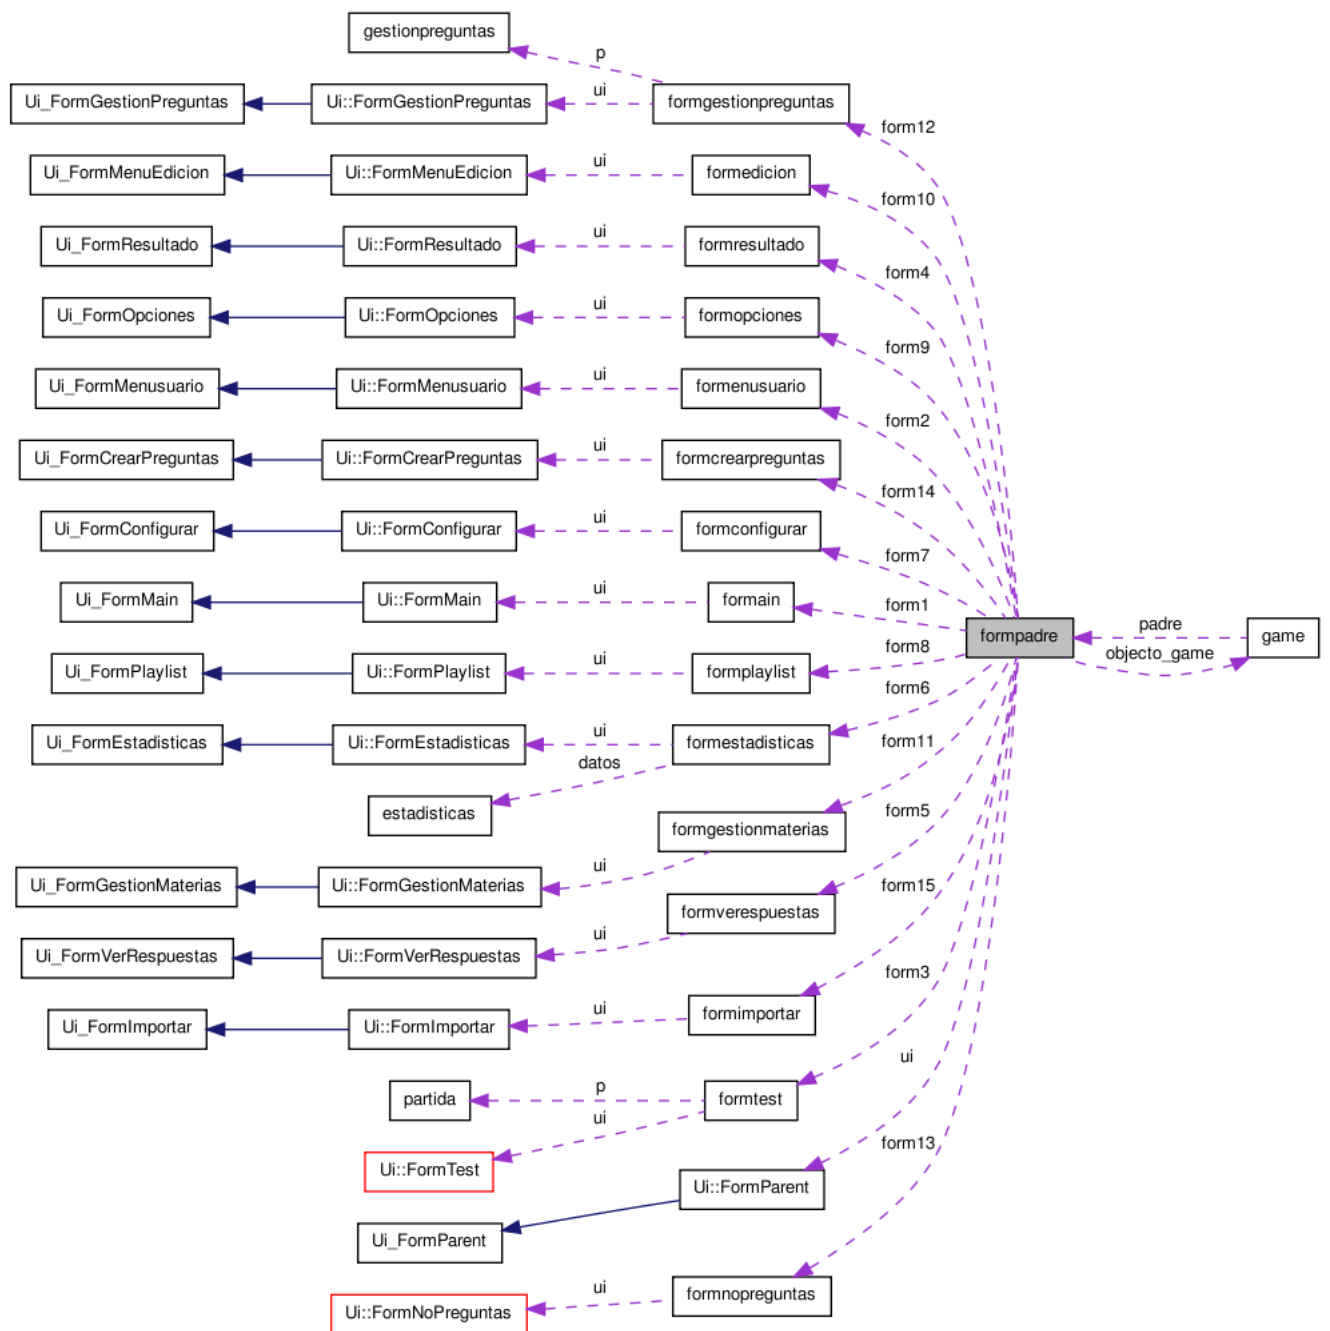 gestionpreguntas
p
Ui_FormGestionPreguntas
Ui::FormGestionPreguntas
ui
formgestionpreguntas
form12
Ui_FormMenuEdicion
Ui::FormMenuEdicion
ui
formedicion
form10
Ui_FormResultado
Ui::FormResultado
ui
formresultado
form4
Ui_FormOpciones
Ui::FormOpciones
ui
formopciones
form9
Ui_FormMenusuario
Ui::FormMenusuario
ui
formenusuario
form2
Ui_FormCrearPreguntas
Ui::FormCrearPreguntas
ui
formcrearpreguntas
form14
Ui_FormConfigurar
Ui::FormConfigurar
ui
formconfigurar
form7
Ui_FormMain
Ui::FormMain
ui
formain
form1
formpadre
padre
game
objecto_game
Ui_FormPlaylist
Ui::FormPlaylist
ui
formplaylist
form8
form6
Ui_FormEstadisticas
Ui::FormEstadisticas
ui
formestadisticas
form11
datos
estadisticas
formgestionmaterias
form5
Ui_FormGestionMaterias
Ui::FormGestionMaterias
ui
form15
formverespuestas
Ui_FormVerRespuestas
Ui::FormVerRespuestas
ui
form3
Ui_FormImportar
Ui::FormImportar
ui
formimportar
ui
partida
p
formtest
ui
form13
Ui::FormTest
Ui::FormParent
Ui_FormParent
Ui::FormNoPreguntas
ui
formnopreguntas